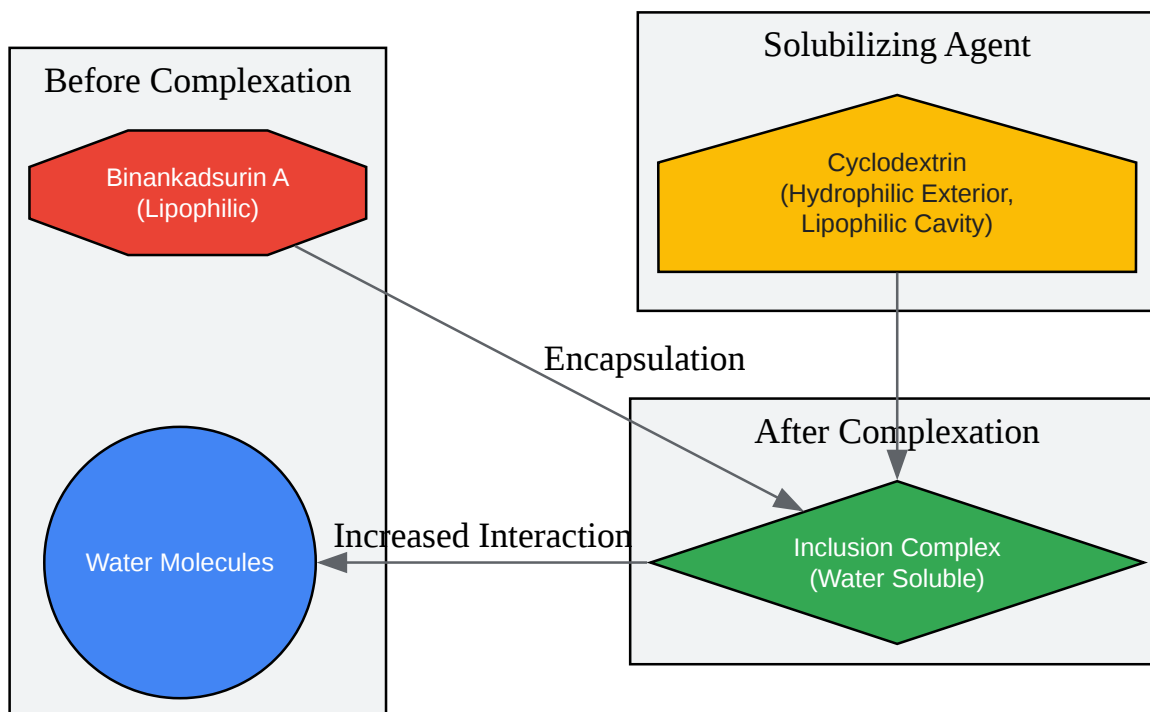 Before Complexation
Binankadsurin A
(Lipophilic)
Water Molecules
Solubilizing Agent
Cyclodextrin
(Hydrophilic Exterior,
Lipophilic Cavity)
Encapsulation
After Complexation
Increased Interaction
Inclusion Complex
(Water Soluble)